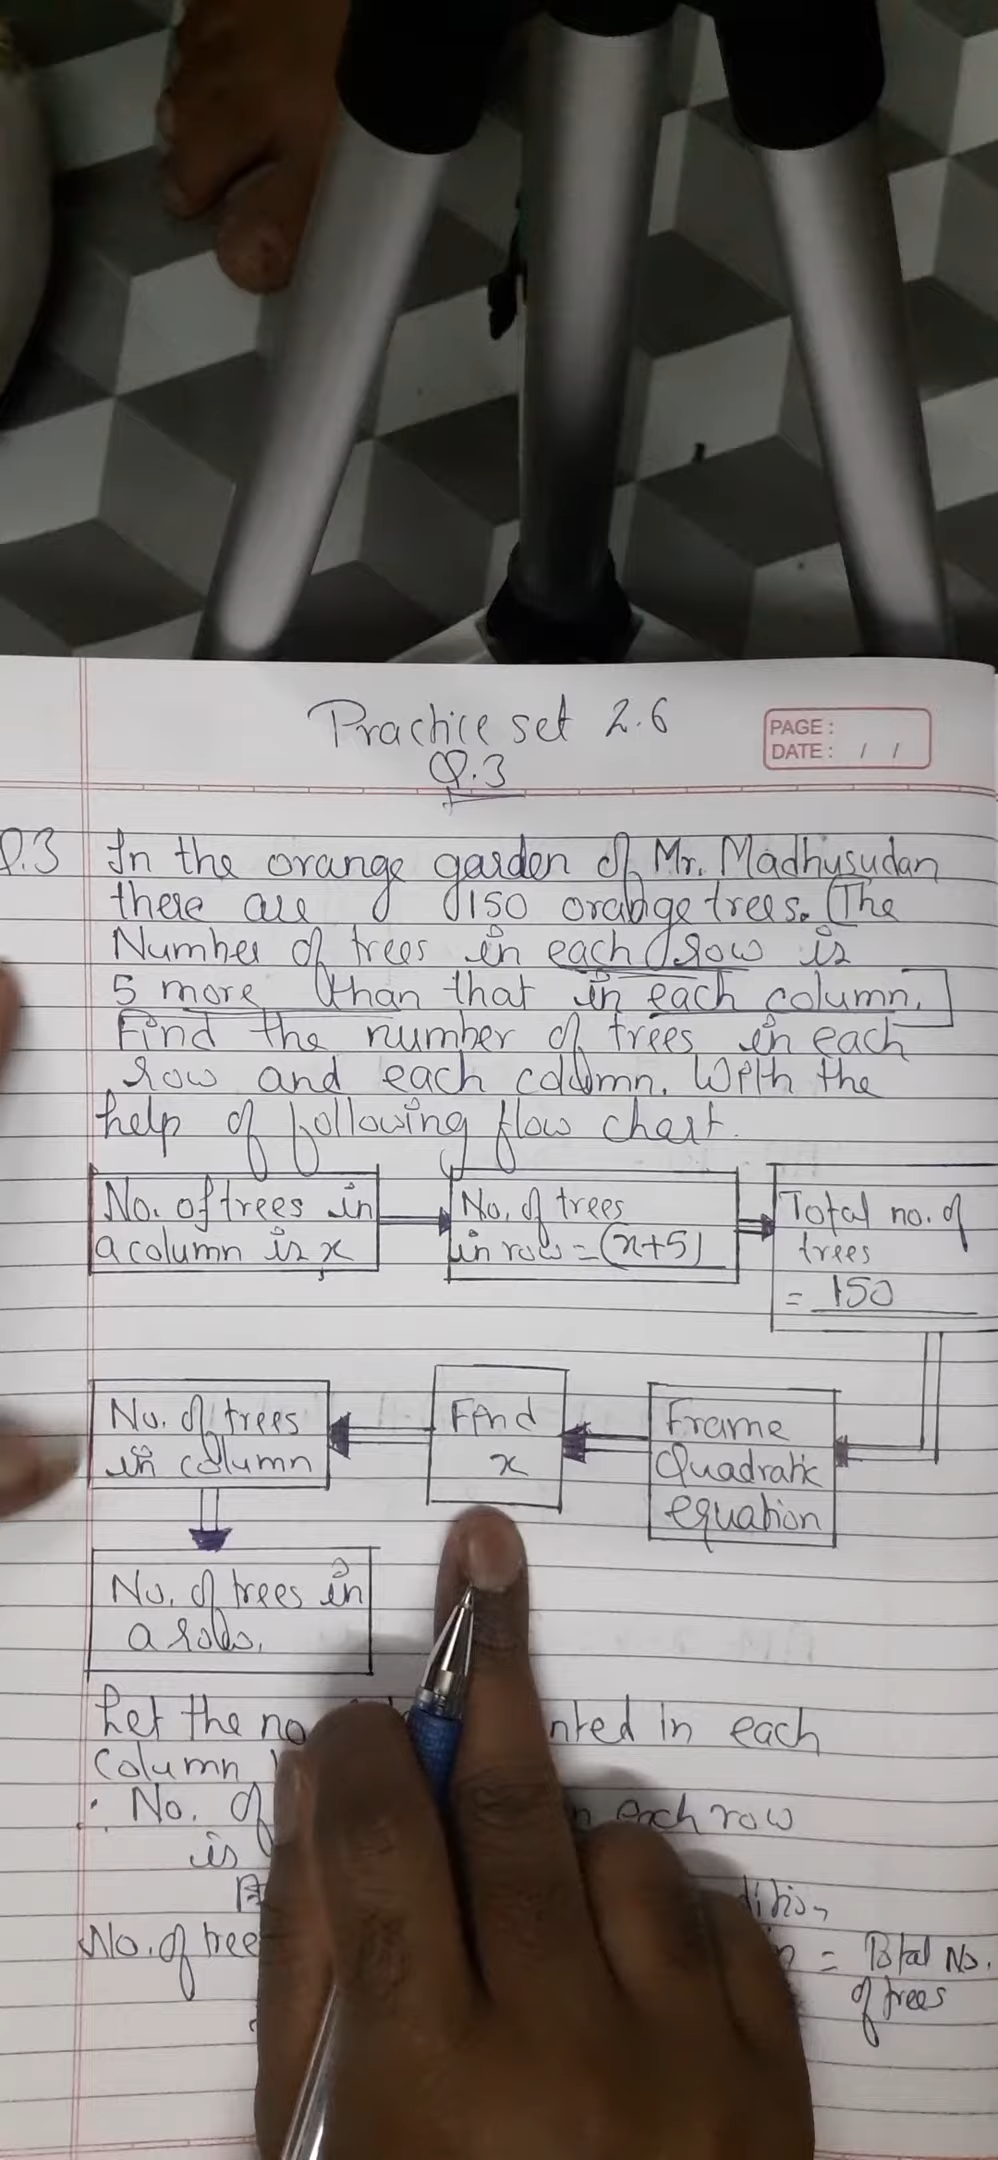 Practice set 2.6
PAGE:
DATE: / /
Q.3
Q.3 In the orange garden of Mr. Madhusudan
there are 150 orange trees. The
Number of trees in each row is
5 more than that in each column.
Find the number of trees in each
row and each column. With the
help of following flow chart.
No. of trees in
a column is x
No. of trees
in row = (x+5)
Total no. of
trees
= 150
Frame
Quadratic
equation
Find
x
No. of trees
in column
No. of trees in
a row.
Let the no in each
column
∴ No. of each row
is
No. of = Total No.
of trees